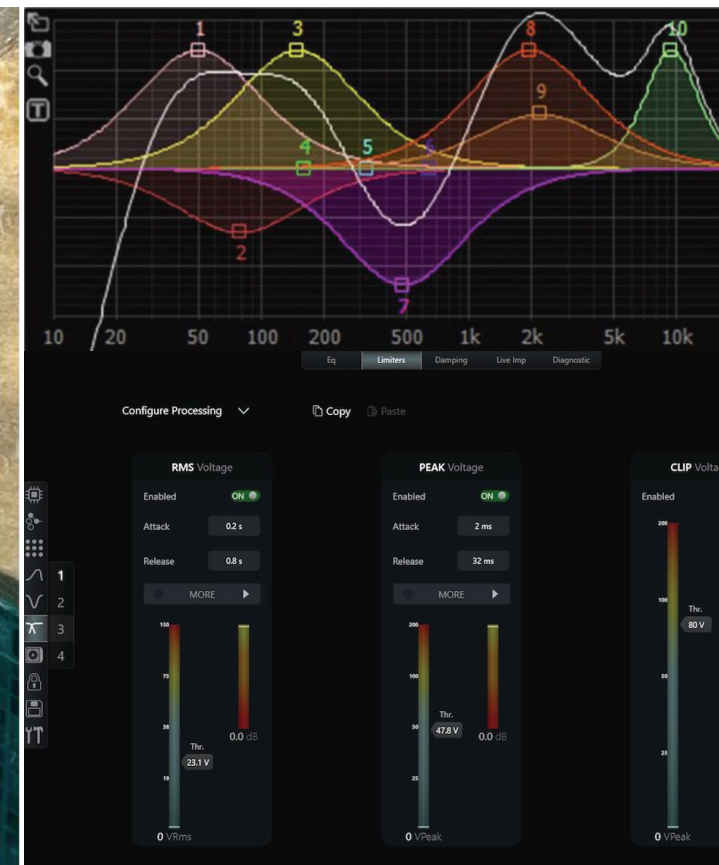 1 3 8 10
9
4 5 6
2
7
10 20 50 100 200 500 1k 2k 5k 10k
Eq Limiters Damping Live Imp Diagnostic
Configure Processing Copy Paste
RMS Voltage PEAK Voltage CLIP Volta
Enabled ON Enabled ON Enabled
Attack 0.2 s Attack 2 ms
Release 0.8 s Release 32 ms
MORE MORE
1
2
3
4
150 200 200
75 100 100
38 50 50
19 25 25
Thr. Thr. Thr.
23.1 V 47.8 V 80 V
0.0 dB 0.0 dB
0 VRms 0 VPeak 0 VPeak
T